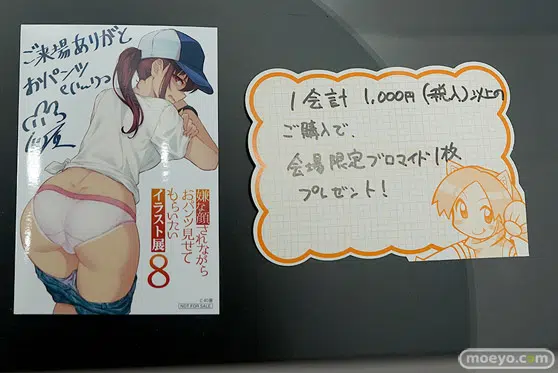 ご来場ありがと
おパンツ
嫌な顔されながら
おパンツ見せて
もらいたい
イラスト展
8
NOT FOR SALE
1会計 1,000円(税入)以上の
ご購入で、
会場限定ブロマイド1枚
プレゼント!
moeyo.com